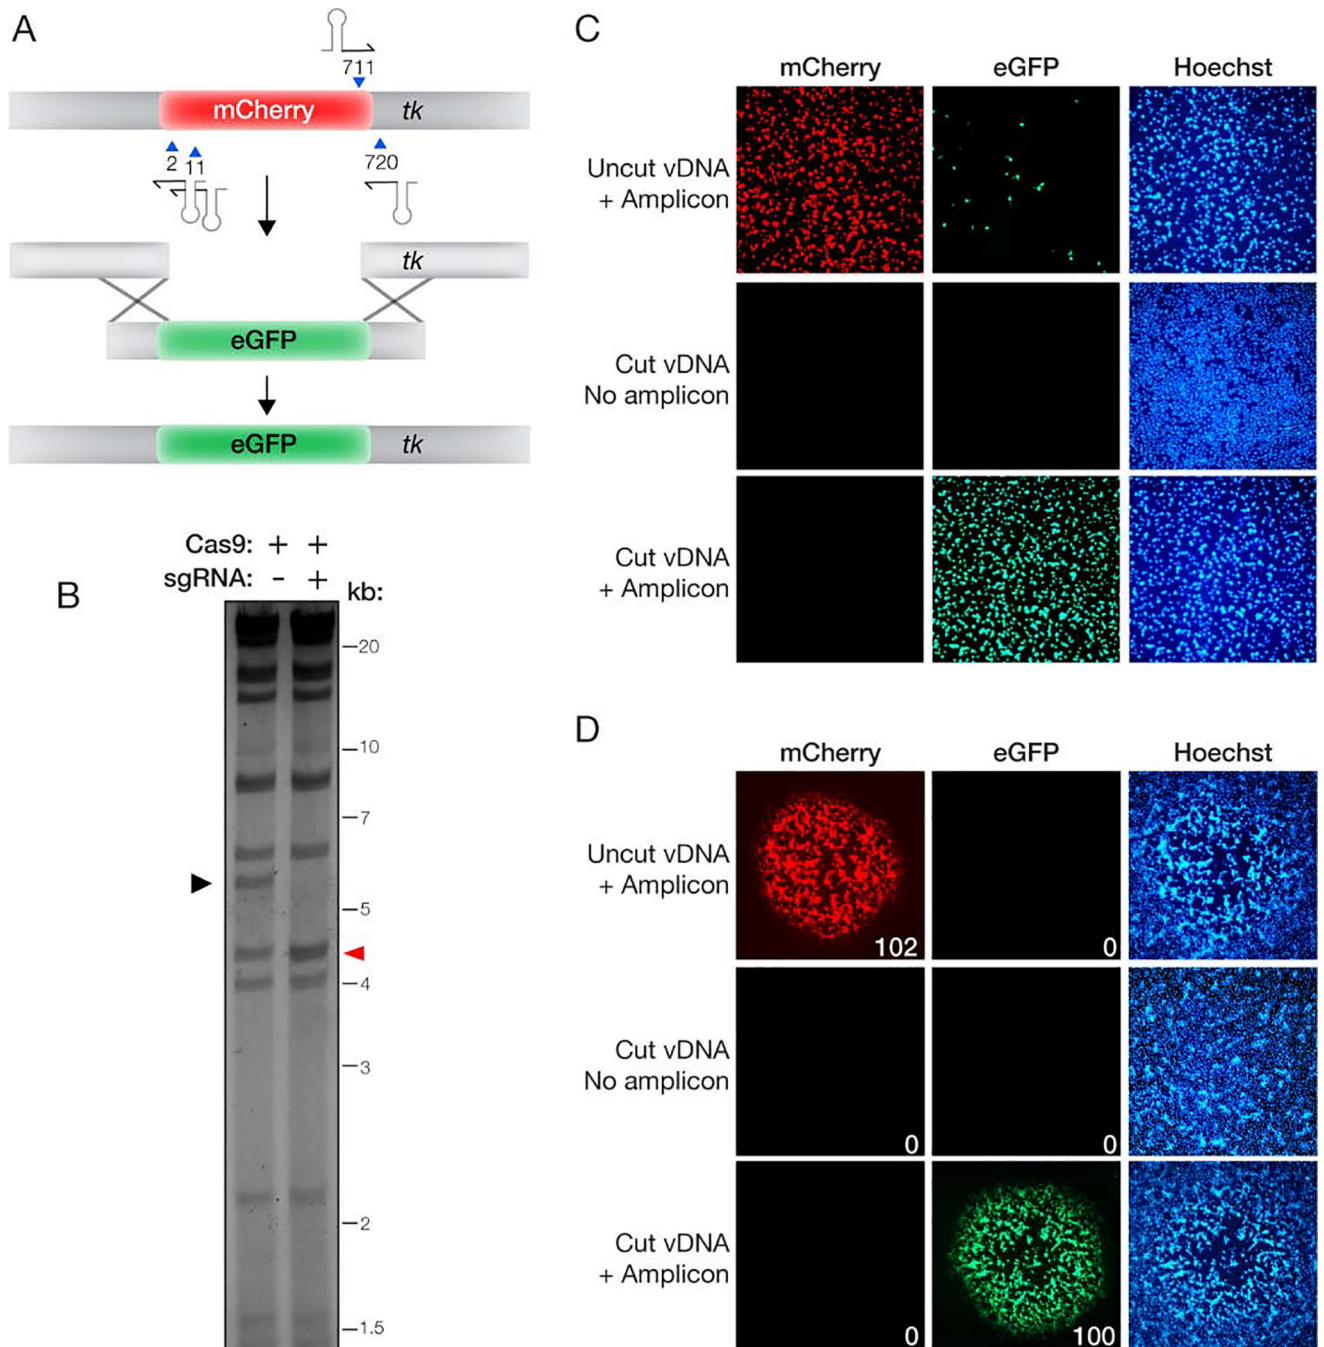 A
711
mCherry
tk
2
11
720
tk
eGFP
eGFP
tk
B
Cas9: + +
sgRNA: - +
kb:
20
10
7
5
4
3
2
1.5
C
mCherry eGFP Hoechst
Uncut vDNA
+ Amplicon
Cut vDNA
No amplicon
Cut vDNA
+ Amplicon
D
mCherry eGFP Hoechst
Uncut vDNA
+ Amplicon
102 0
Cut vDNA
No amplicon
0 0
Cut vDNA
+ Amplicon
0 100